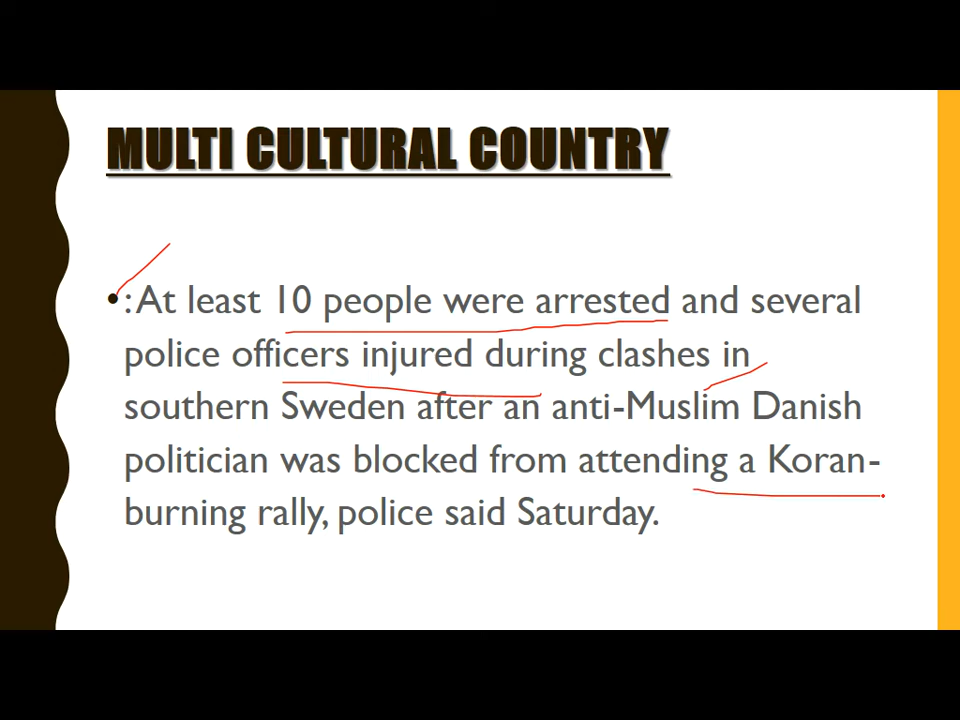 MULTI CULTURAL COUNTRY
• : At least 10 people were arrested and several
police officers injured during clashes in
southern Sweden after an anti-Muslim Danish
politician was blocked from attending a Koran-
burning rally, police said Saturday.